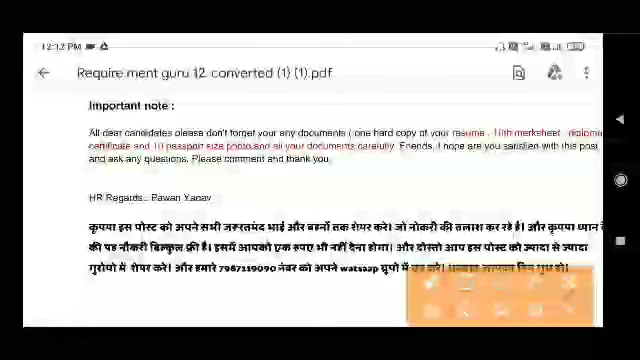 12:12 PM
Require ment guru 12 converted (1) (1).pdf
Important note :
All dear candidates please don't forget your any documents ( one hard copy of your resume , 10th merksheet , diploma
certificate and 10 passport size photo and all your documents carefully. Friends, I hope are you satisfied with this post
and ask any questions. Please comment and thank you.
HR Regards.. Pawan Yadav
कृपया इस पोस्ट को अपने सभी जरूरतमंद भाई और बहनों तक शेयर करे। जो नोकरी की तलाश कर रहे है। और कृपया ध्यान
की यह नौकरी बिल्कुल फ्री है। इसमें आपको एक रुपए भी नहीं देना होगा। और दोस्तो आप इस पोस्ट को ज्यादा से ज्यादा
गुरोपो में शेयर करे। और हमारे 7987119090 नंबर को अपने watsaap ग्रुपो में एड करे।